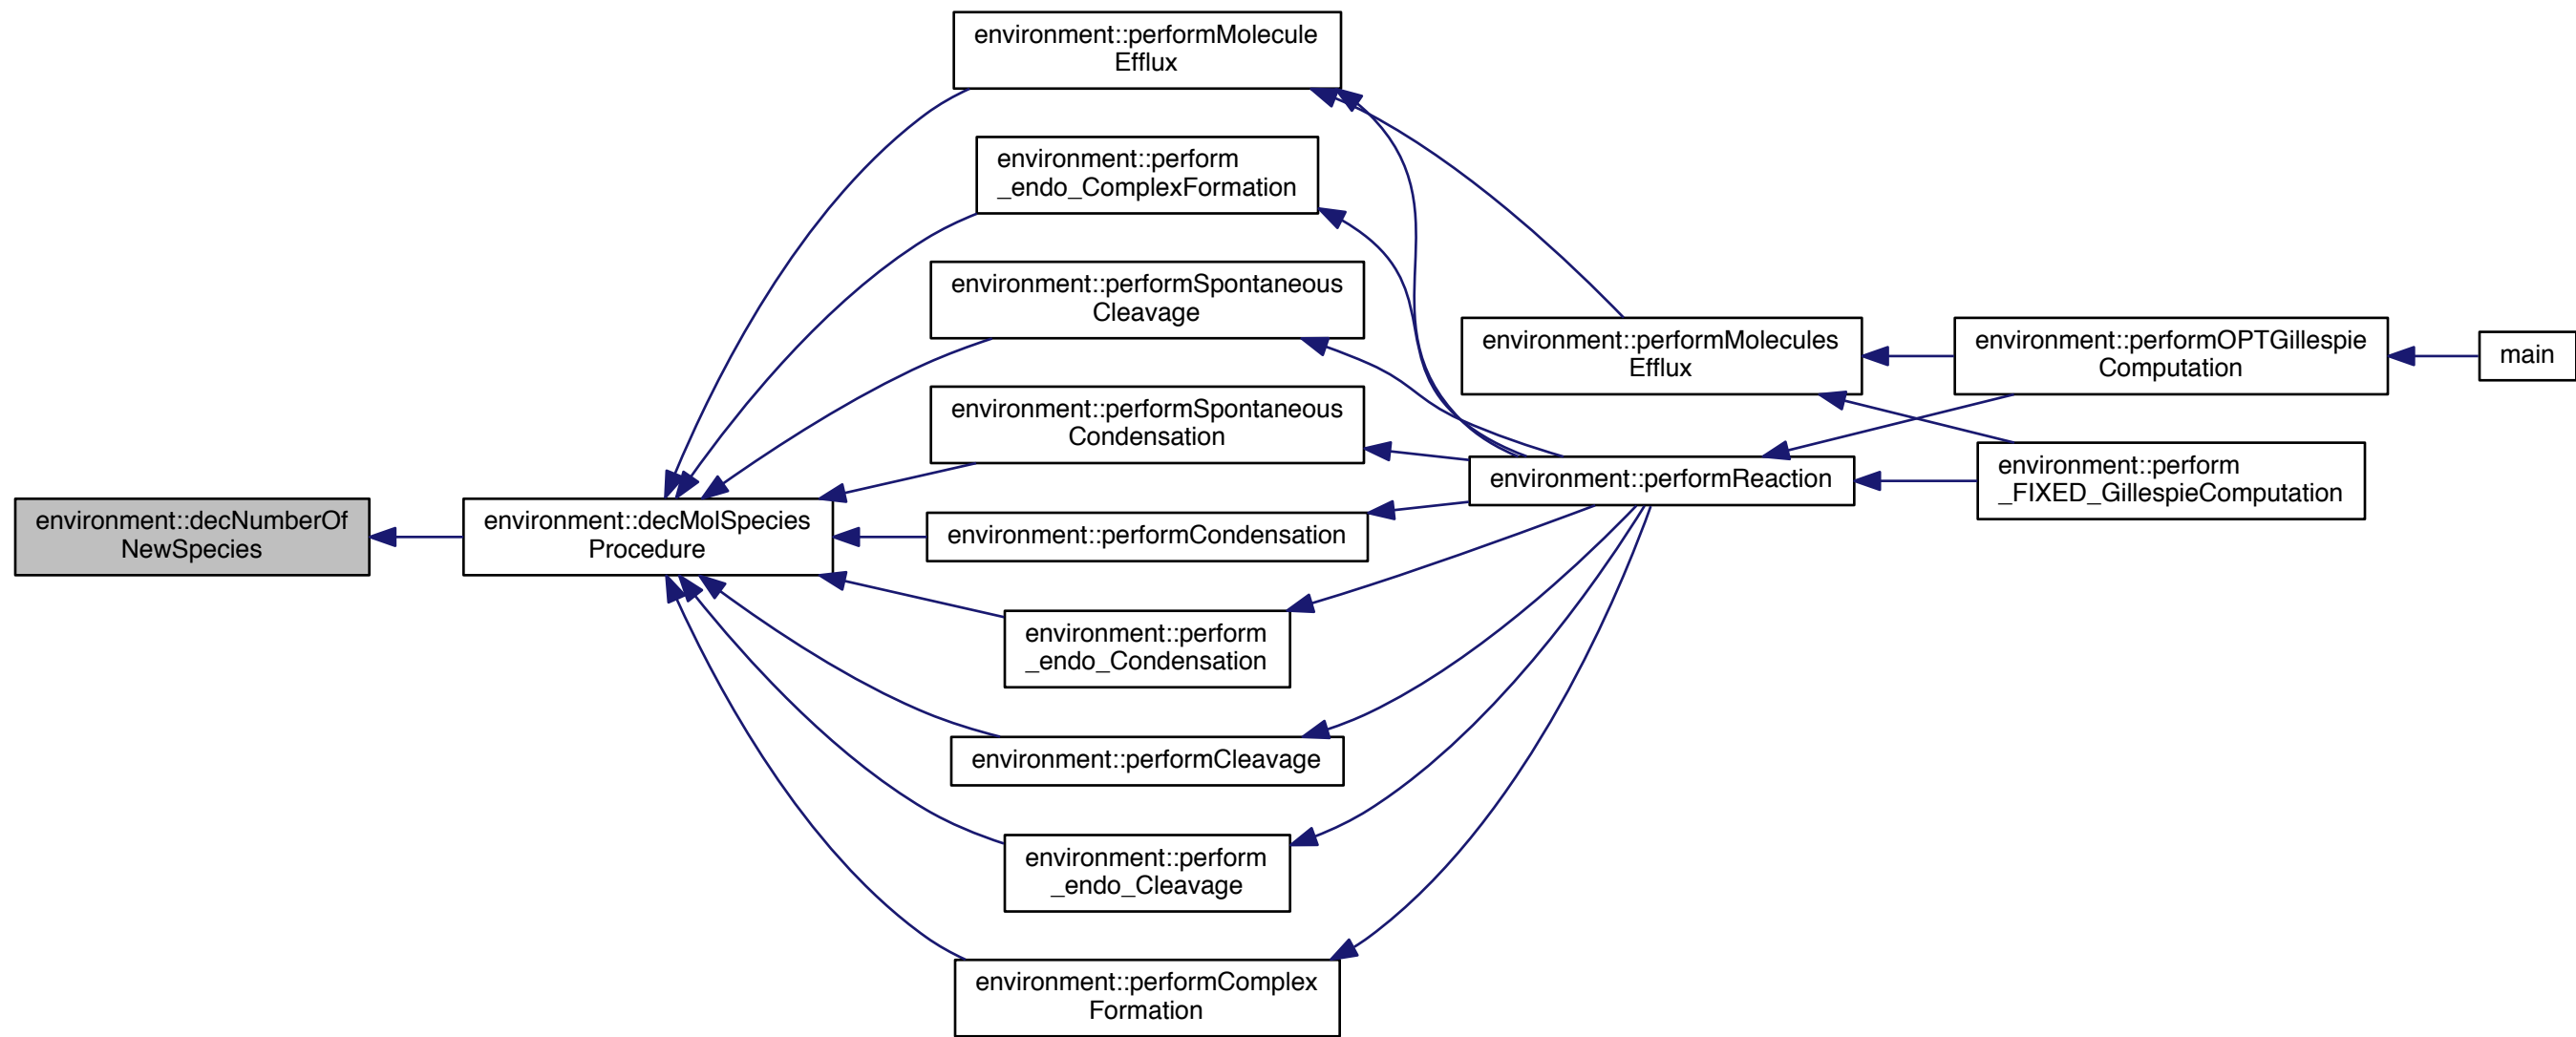 environment::performMolecule
Efflux
environment::perform
_endo_ComplexFormation
environment::performSpontaneous
Cleavage
environment::performMolecules
Efflux
environment::performOPTGillespie
Computation
main
environment::performSpontaneous
Condensation
environment::performReaction
environment::perform
_FIXED_GillespieComputation
environment::decNumberOf
NewSpecies
environment::decMolSpecies
Procedure
environment::performCondensation
environment::perform
_endo_Condensation
environment::performCleavage
environment::perform
_endo_Cleavage
environment::performComplex
Formation